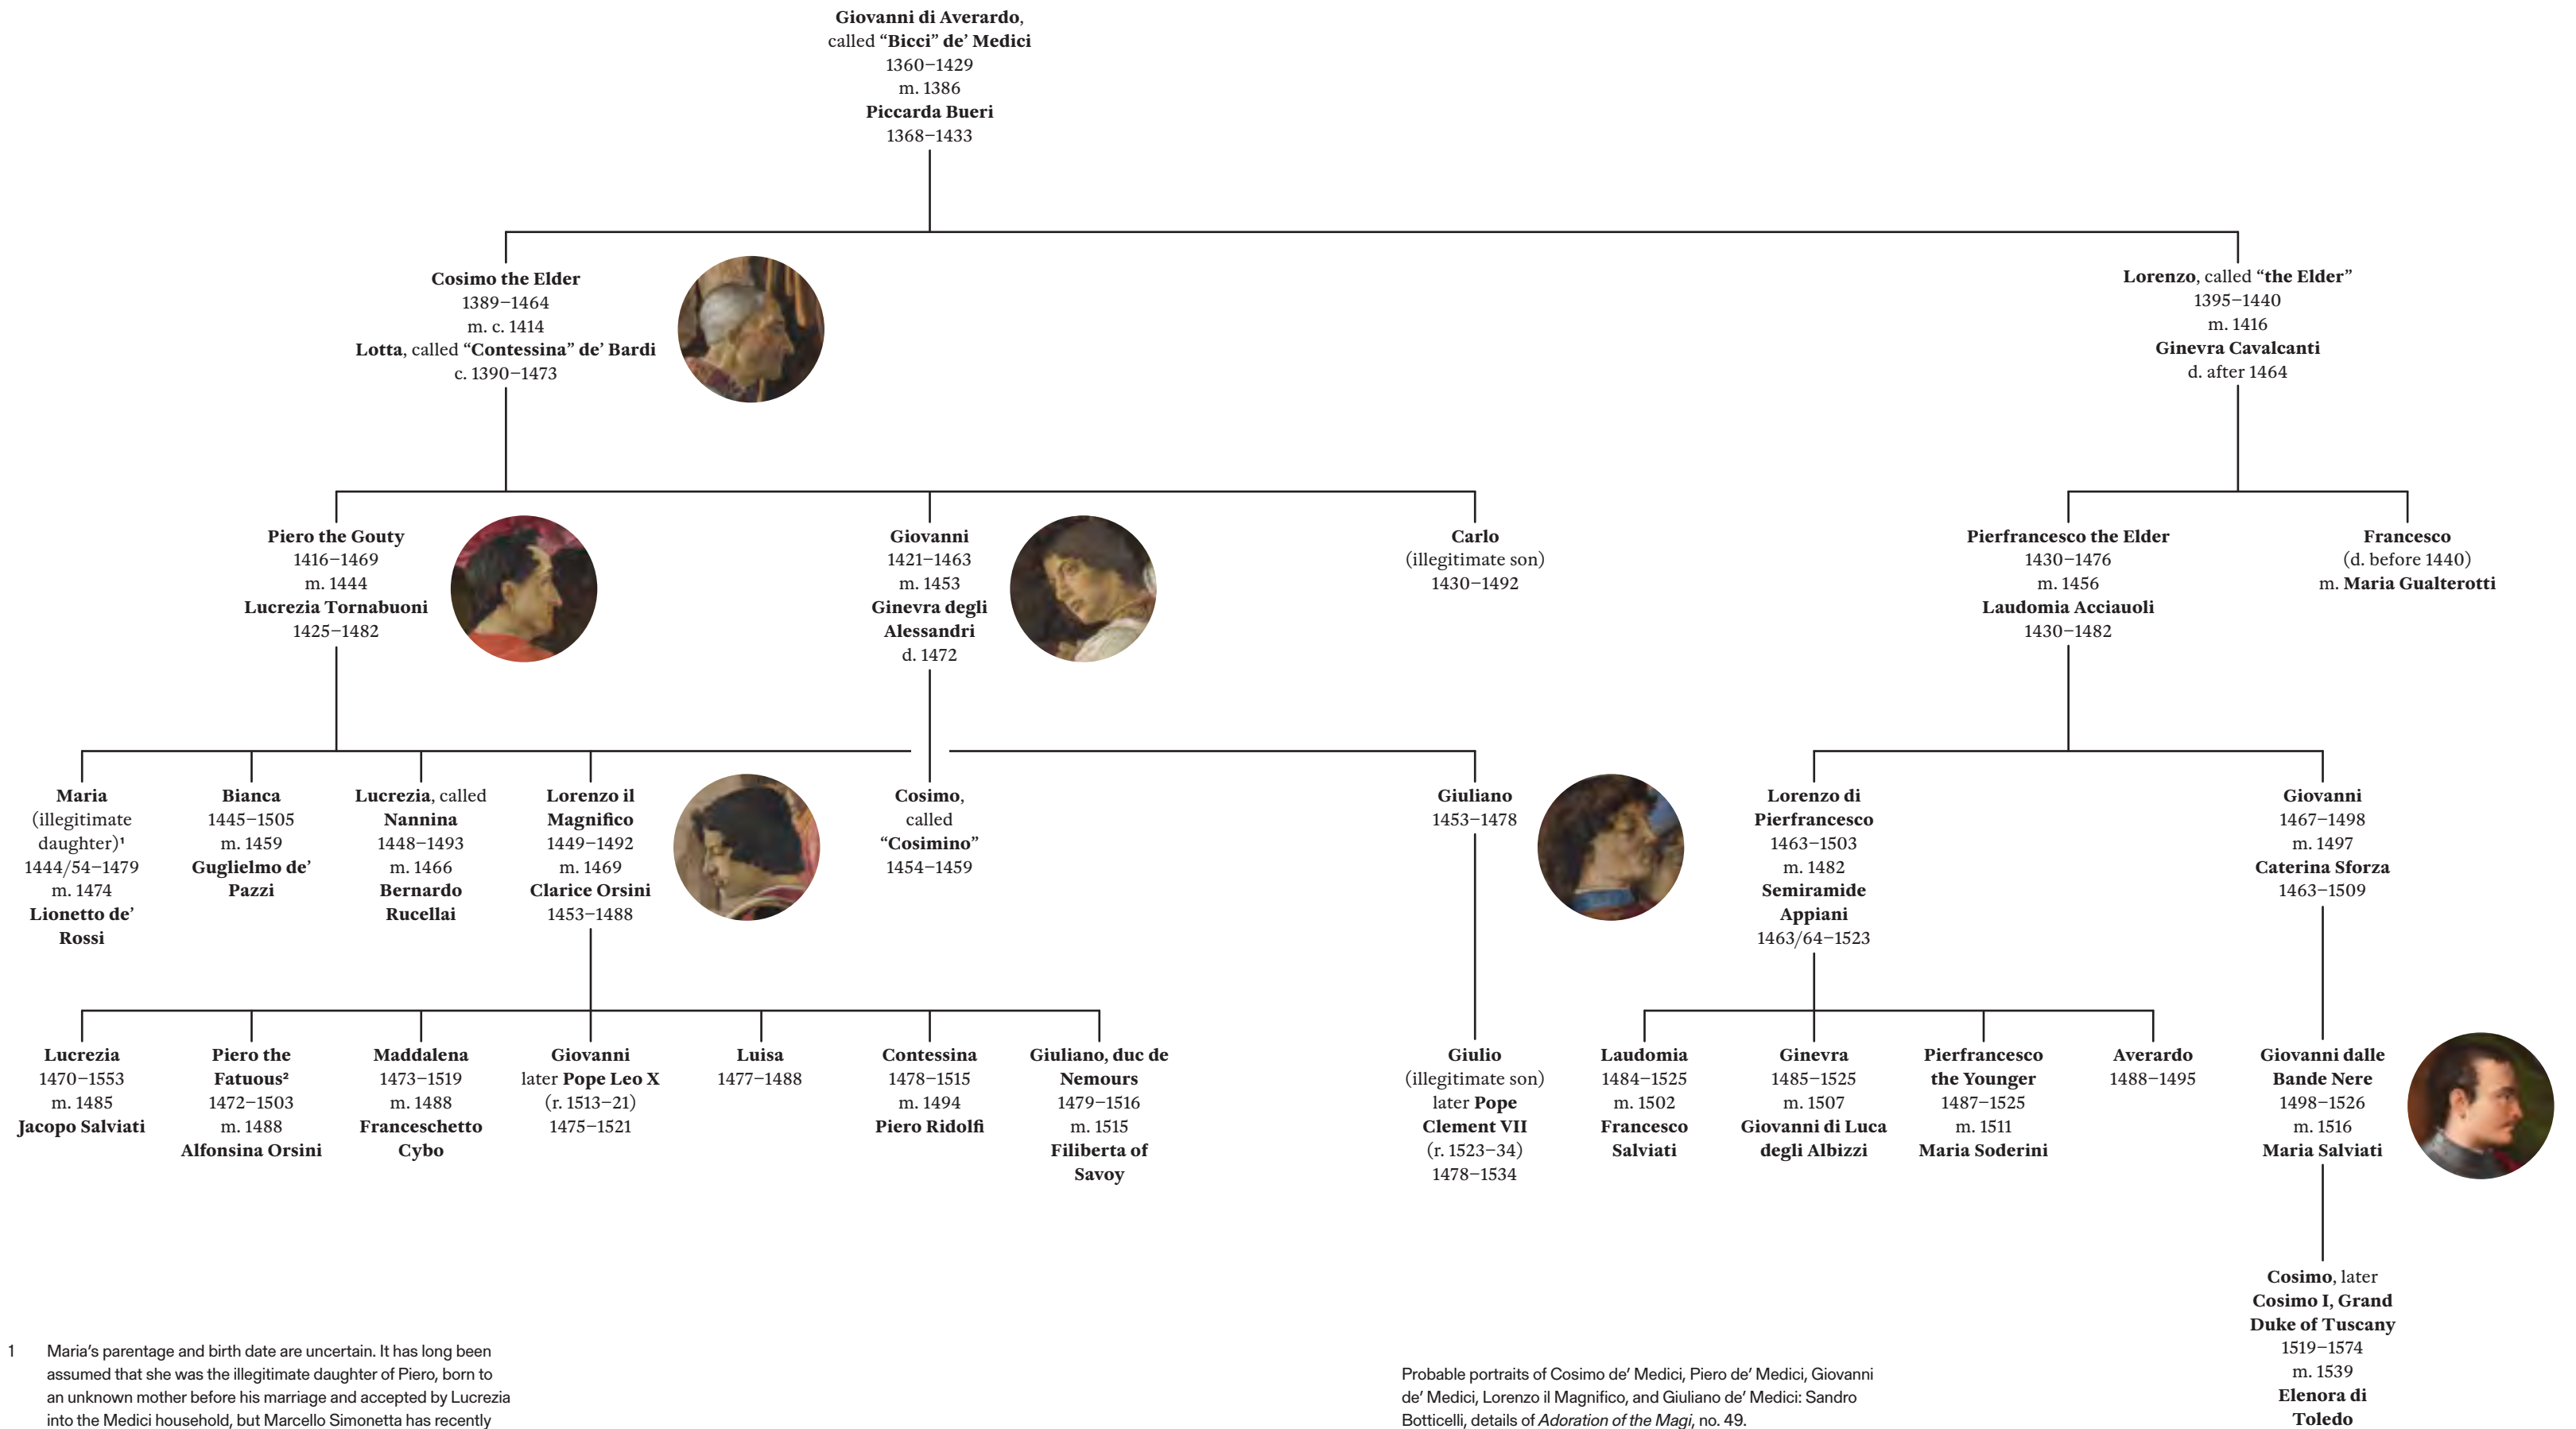 Giovanni di Averardo,
called “Bicci” de’ Medici
1360–1429
m. 1386
Piccarda Bueri
1368–1433
Cosimo the Elder
1389–1464
m. c. 1414
Lotta, called “Contessina” de’ Bardi
c. 1390–1473
Lorenzo, called “the Elder”
1395–1440
m. 1416
Ginevra Cavalcanti
d. after 1464
Piero the Gouty
1416–1469
m. 1444
Lucrezia Tornabuoni
1425–1482
Giovanni
1421–1463
m. 1453
Ginevra degli
Alessandri
d. 1472
Carlo
(illegitimate son)
1430–1492
Pierfrancesco the Elder
1430–1476
m. 1456
Laudomia Acciauoli
1430–1482
Francesco
(d. before 1440)
m. Maria Gualterotti
Maria
(illegitimate
daughter)¹
1444/54–1479
m. 1474
Lionetto de’
Rossi
Bianca
1445–1505
m. 1459
Guglielmo de’
Pazzi
Lucrezia, called
Nannina
1448–1493
m. 1466
Bernardo
Rucellai
Lorenzo il
Magnifico
1449–1492
m. 1469
Clarice Orsini
1453–1488
Cosimo,
called
“Cosimino”
1454–1459
Giuliano
1453–1478
Lorenzo di
Pierfrancesco
1463–1503
m. 1482
Semiramide
Appiani
1463/64–1523
Giovanni
1467–1498
m. 1497
Caterina Sforza
1463–1509
Lucrezia
1470–1553
m. 1485
Jacopo Salviati
Piero the
Fatuous²
1472–1503
m. 1488
Alfonsina Orsini
Maddalena
1473–1519
m. 1488
Franceschetto
Cybo
Giovanni
later Pope Leo X
(r. 1513–21)
1475–1521
Luisa
1477–1488
Contessina
1478–1515
m. 1494
Piero Ridolfi
Giuliano, duc de
Nemours
1479–1516
m. 1515
Filiberta of
Savoy
Giulio
(illegitimate son)
later Pope
Clement VII
(r. 1523–34)
1478–1534
Laudomia
1484–1525
m. 1502
Francesco
Salviati
Ginevra
1485–1525
m. 1507
Giovanni di Luca
degli Albizzi
Pierfrancesco
the Younger
1487–1525
m. 1511
Maria Soderini
Averardo
1488–1495
Giovanni dalle
Bande Nere
1498–1526
m. 1516
Maria Salviati
Cosimo, later
Cosimo I, Grand
Duke of Tuscany
1519–1574
m. 1539
Elenora di
Toledo
1 Maria’s parentage and birth date are uncertain. It has long been
assumed that she was the illegitimate daughter of Piero, born to
an unknown mother before his marriage and accepted by Lucrezia
into the Medici household, but Marcello Simonetta has recently
Probable portraits of Cosimo de’ Medici, Piero de’ Medici, Giovanni
de’ Medici, Lorenzo il Magnifico, and Giuliano de’ Medici: Sandro
Botticelli, details of Adoration of the Magi, no. 49.